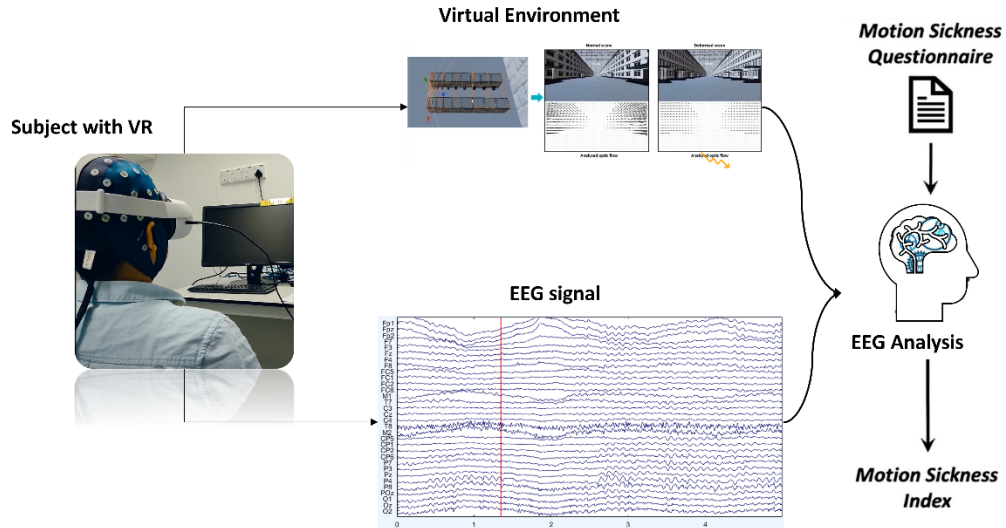 Virtual Environment
Normal scene
Deformed scene
Analyzed optic flow
Analyzed optic flow
Subject with VR
Motion Sickness
Questionnaire
EEG signal
Fp1
Fpz
Fp2
F7
F3
Fz
F4
F8
FC5
FC1
FC2
FC6
M1
T7
C3
Cz
C4
T8
M2
CP5
CP1
CP2
CP6
P7
P3
Pz
P4
P8
POz
O1
Oz
O2
0
1
2
3
4
EEG Analysis
Motion Sickness
Index